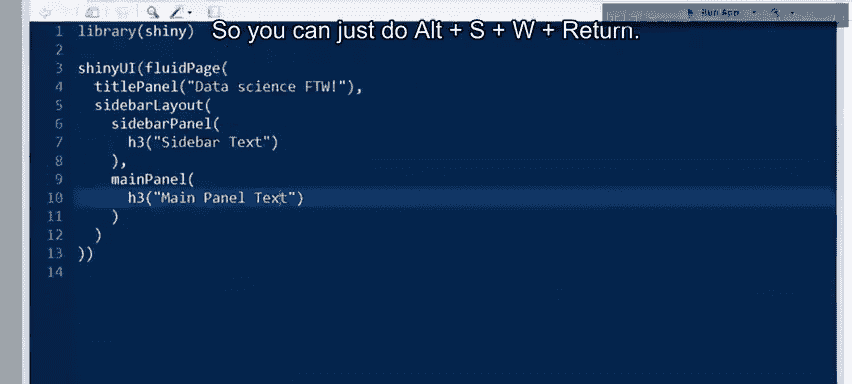 Run App
So you can just do Alt + S + W + Return.
1 library(shiny)
2
3 shinyUI(fluidPage(
4 titlePanel("Data science FTW!"),
5 sidebarLayout(
6 sidebarPanel(
7 h3("Sidebar Text")
8 ),
9 mainPanel(
10 h3("Main Panel Text")
11 )
12 )
13 ))
14